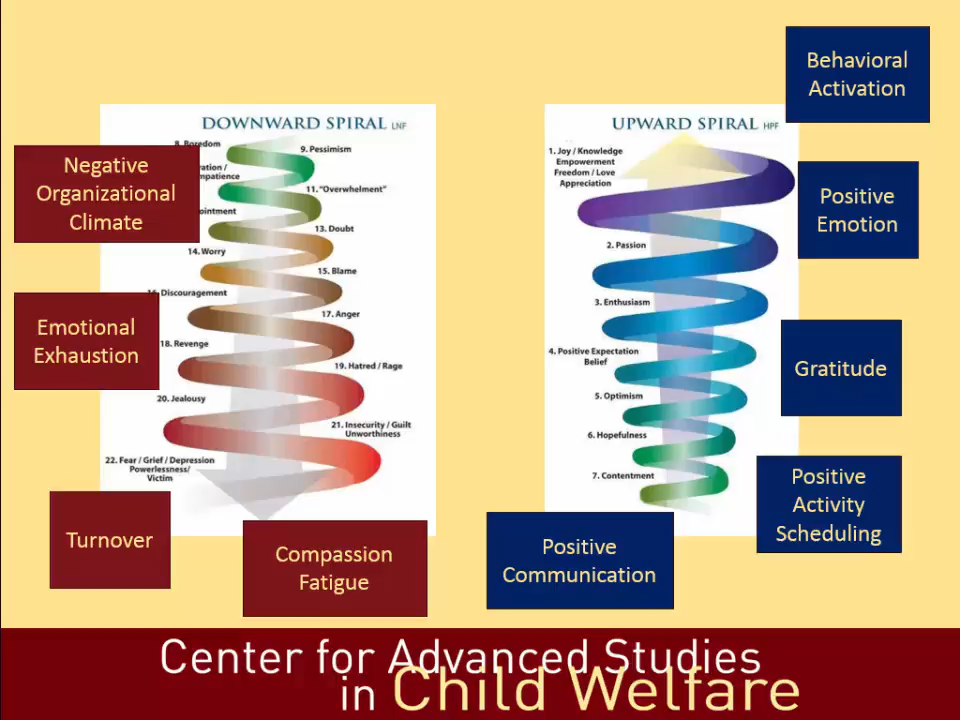 DOWNWARD SPIRAL LNF
8. Boredom
9. Pessimism
11. "Overwhelment"
13. Doubt
14. Worry
15. Blame
Discouragement
17. Anger
18. Revenge
19. Hatred / Rage
20. Jealousy
21. Insecurity / Guilt
Unworthiness
22. Fear / Grief / Depression
Powerlessness/
Victim
Negative
Organizational
Climate
Emotional
Exhaustion
Turnover
Compassion
Fatigue
UPWARD SPIRAL HPF
1. Joy / Knowledge
Empowerment
Freedom / Love
Appreciation
2. Passion
3. Enthusiasm
4. Positive Expectation
Belief
5. Optimism
6. Hopefulness
7. Contentment
Behavioral
Activation
Positive
Emotion
Gratitude
Positive
Activity
Scheduling
Positive
Communication
Center for Advanced Studies
in Child Welfare